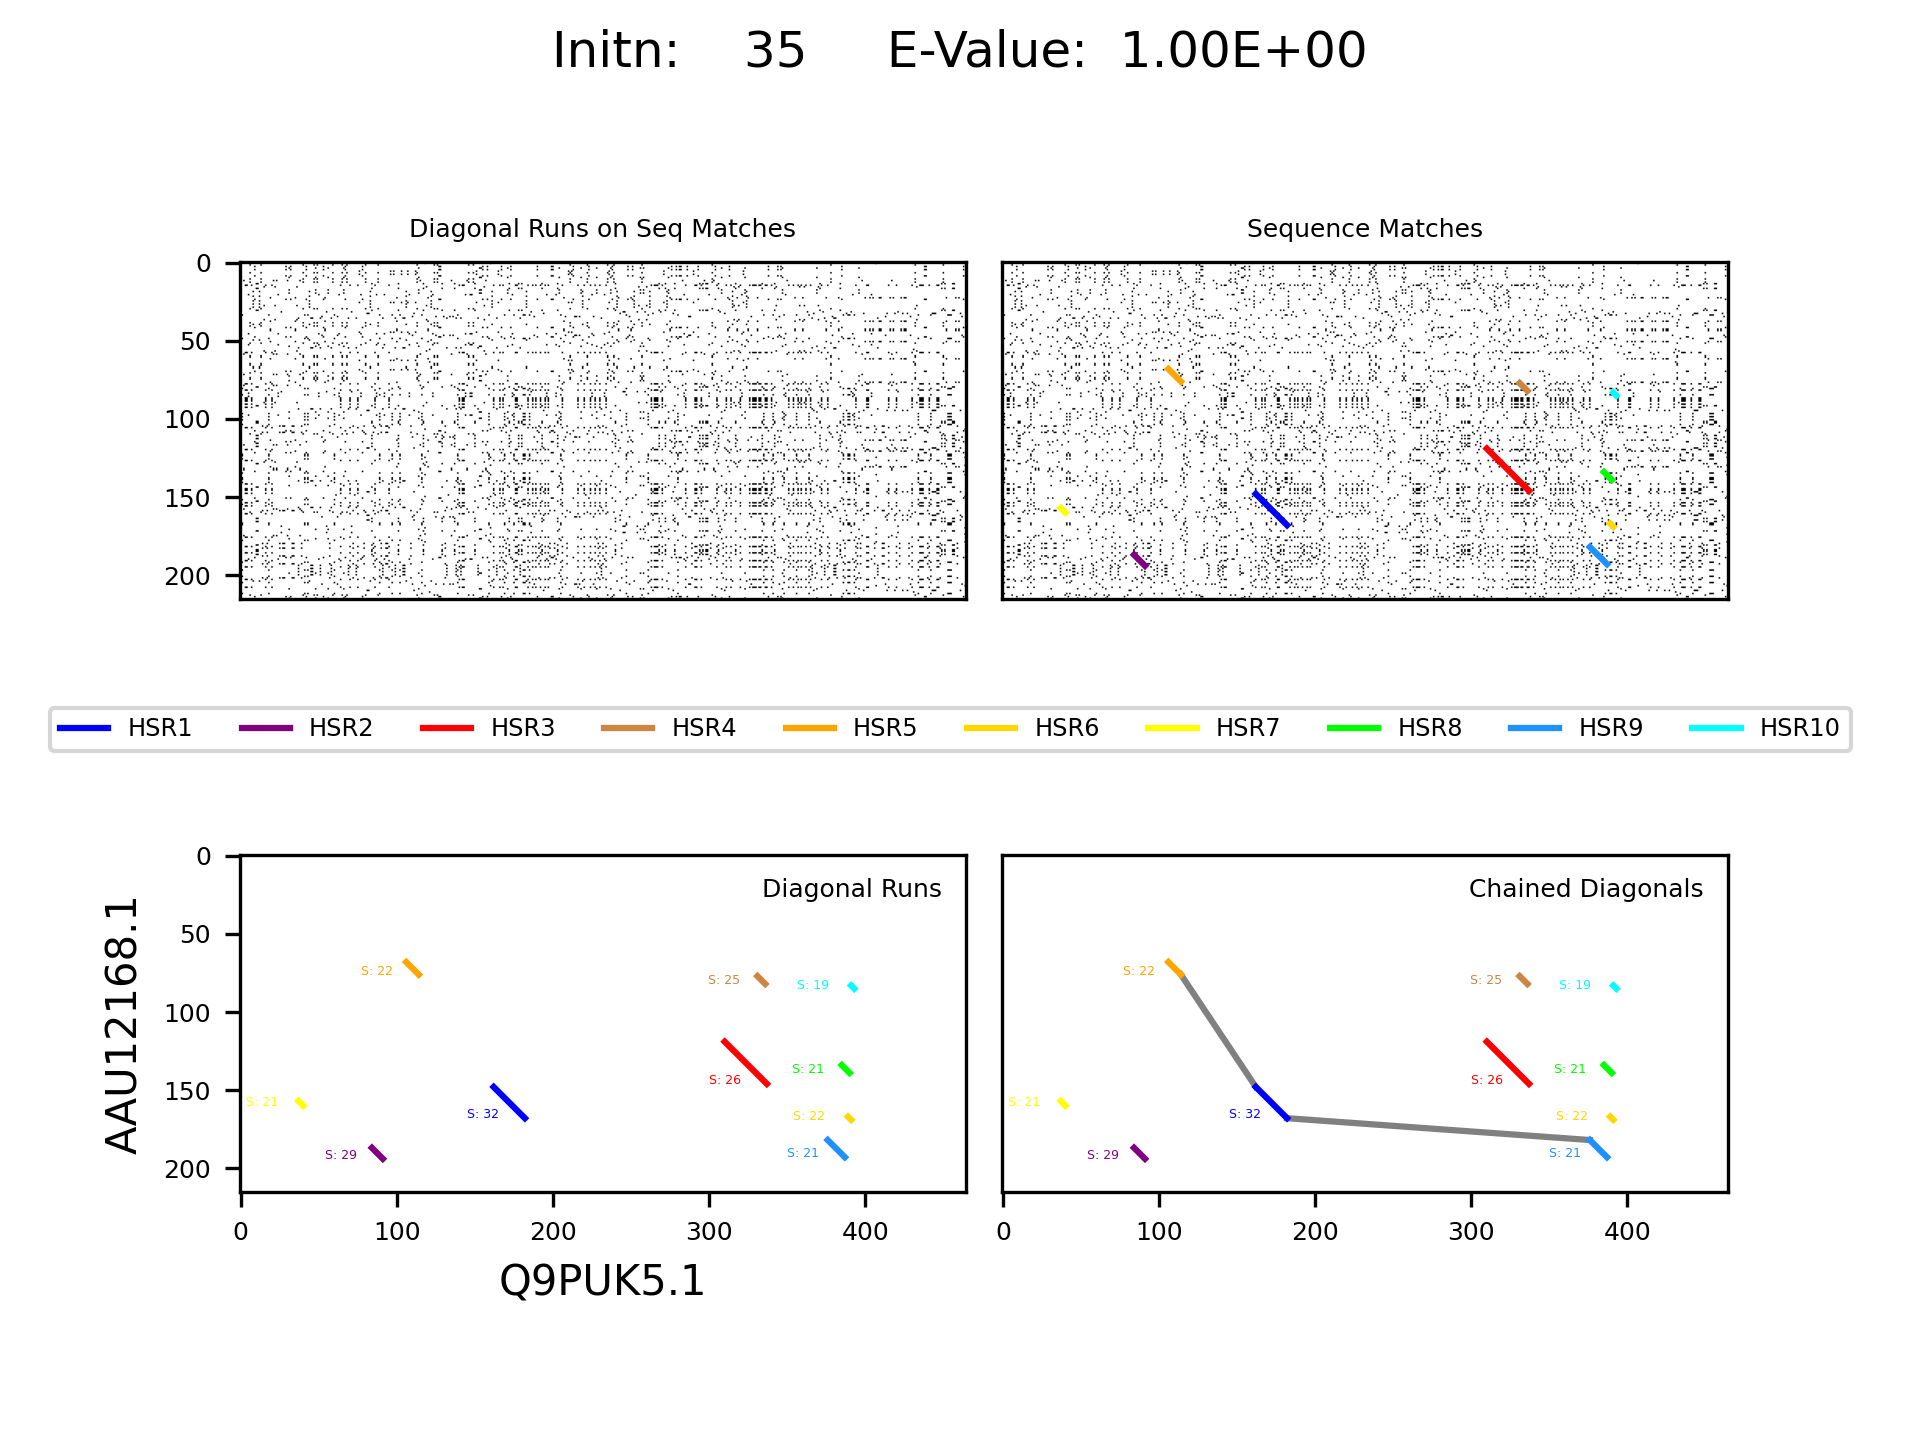 Initn: 35 E-Value: 1.00E+00
Diagonal Runs on Seq Matches
Sequence Matches
0
50
100
150
200
HSR1 HSR2 HSR3 HSR4 HSR5 HSR6 HSR7 HSR8 HSR9 HSR10
AAU12168.1
0
50
100
150
200
Diagonal Runs
S: 22
S: 25
S: 19
S: 21
S: 26
S: 21
S: 32
S: 22
S: 29
S: 21
0 100 200 300 400
Q9PUK5.1
Chained Diagonals
S: 22
S: 25
S: 19
S: 21
S: 26
S: 21
S: 32
S: 22
S: 29
S: 21
0 100 200 300 400